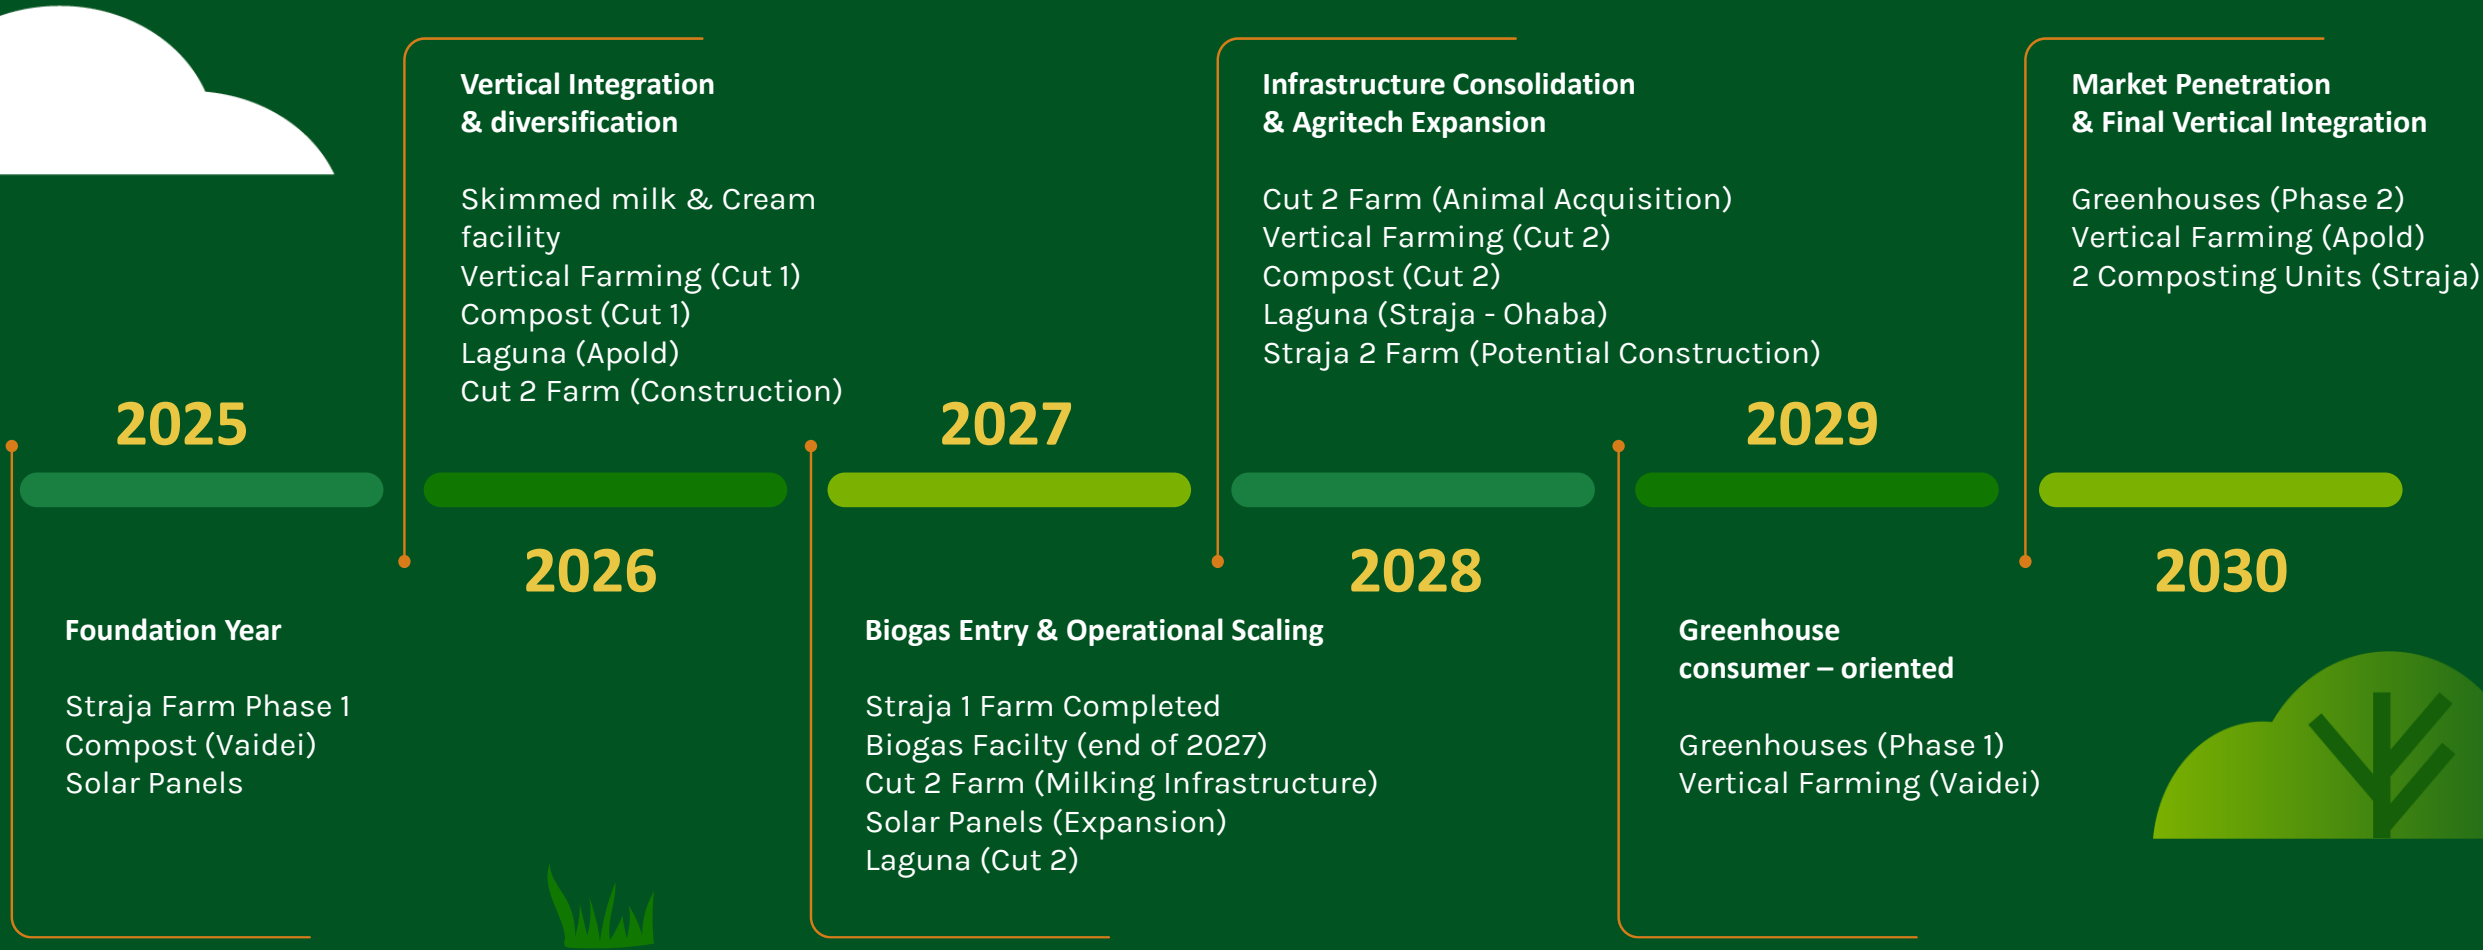 2025
Foundation Year
Straja Farm Phase 1
Compost (Vaidei)
Solar Panels
Vertical Integration
& diversification
Skimmed milk & Cream
facility
Vertical Farming (Cut 1)
Compost (Cut 1)
Laguna (Apold)
Cut 2 Farm (Construction)
2026
2027
Biogas Entry & Operational Scaling
Straja 1 Farm Completed
Biogas Facilty (end of 2027)
Cut 2 Farm (Milking Infrastructure)
Solar Panels (Expansion)
Laguna (Cut 2)
Infrastructure Consolidation
& Agritech Expansion
Cut 2 Farm (Animal Acquisition)
Vertical Farming (Cut 2)
Compost (Cut 2)
Laguna (Straja - Ohaba)
Straja 2 Farm (Potential Construction)
2028
2029
Greenhouse
consumer – oriented
Greenhouses (Phase 1)
Vertical Farming (Vaidei)
Market Penetration
& Final Vertical Integration
Greenhouses (Phase 2)
Vertical Farming (Apold)
2 Composting Units (Straja)
2030